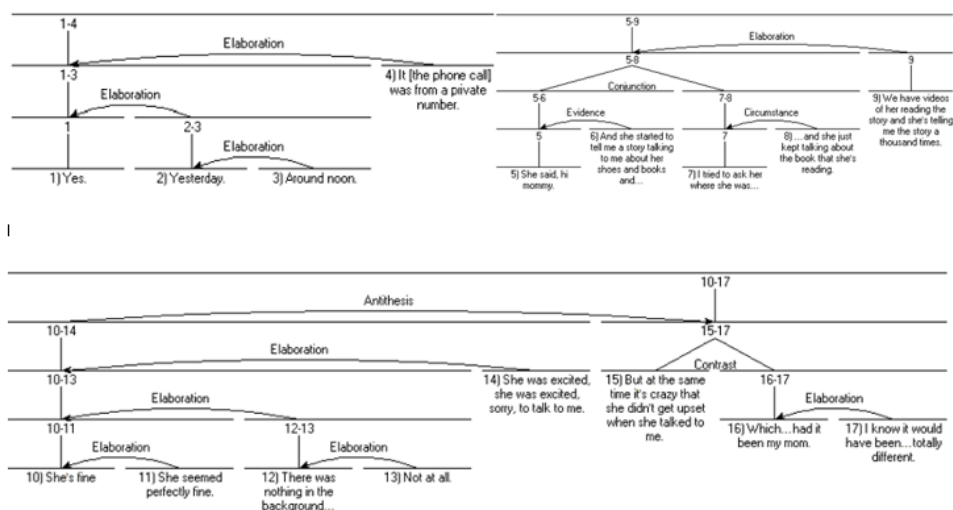 1-4
Elaboration
1-3
4) It [the phone call]
was from a private
number.
Elaboration
1
2-3
Elaboration
1) Yes.
2) Yesterday.
3) Around noon.
5-9
Elaboration
5-8
9
Conjunction
9) We have videos
of her reading the
story and she's telling
me the story a
thousand times.
5-6
7-8
Evidence
Circumstance
5
6) And she started to
tell me a story talking
to me about her
shoes and books
and...
7
8)...and she just
kept talking about
the book that she's
reading.
5) She said, hi
mommy.
7) I tried to ask her
where she was...
10-17
Antithesis
10-14
15-17
Elaboration
Contrast
10-13
14) She was excited,
she was excited,
sorry, to talk to me.
15) But at the same
time it's crazy that
she didn't get upset
when she talked to
me.
16-17
Elaboration
Elaboration
10-11
12-13
16) Which...had it
been my mom.
17) I know it would
have been...totally
different.
Elaboration
Elaboration
10) She's fine
11) She seemed
perfectly fine.
12) There was
nothing in the
background...
13) Not at all.